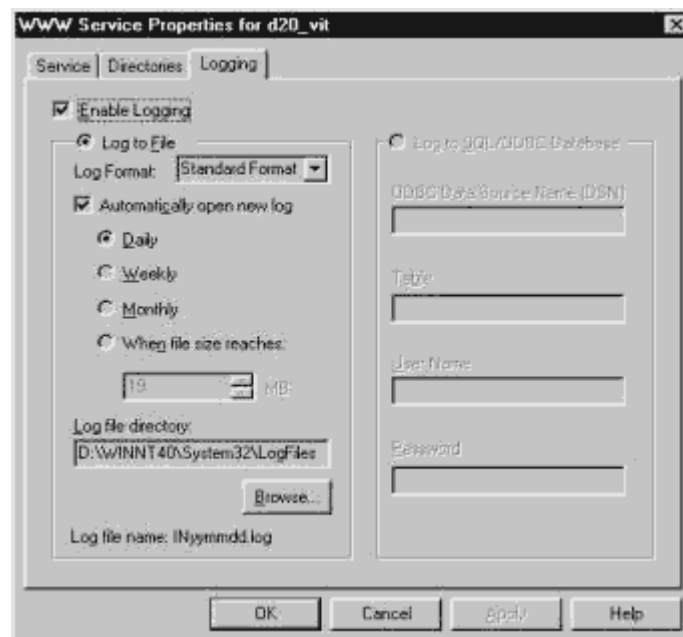 WWW Service Properties for d20_vit
Service
Directories
Logging
Enable Logging
Log to File
Log Format:
Standard Format
Automatically open new log
Daily
Weekly
Monthly
When file size reaches:
19
MB:
Log file directory:
D:\WINNT40\System32\LogFiles
Browse...
Log file name: INyymmdd.log
Log to SQL/ODBC Database
ODBC Data Source Name (DSN)
Table
User Name
Password
OK
Cancel
Apply
Help